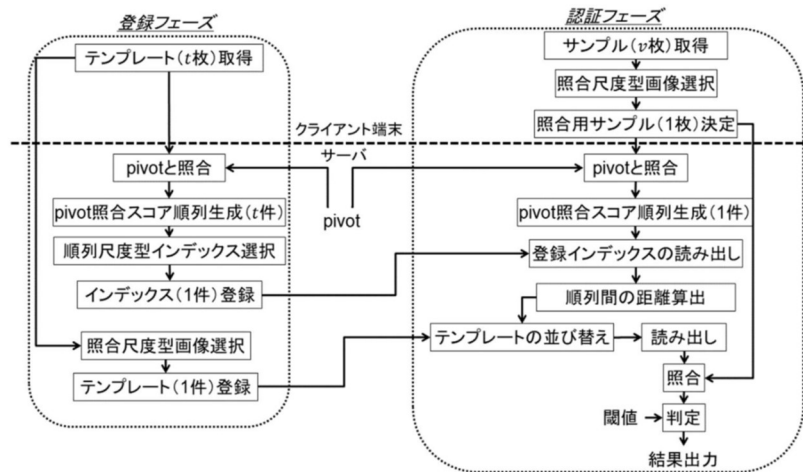 登録フェーズ
テンプレート(t枚)取得
pivotと照合
pivot照合スコア順列生成(t件)
順列尺度型インデックス選択
インデックス(1件)登録
照合尺度型画像選択
テンプレート(1件)登録
クライアント端末
サーバ
pivot
認証フェーズ
サンプル(v枚)取得
照合尺度型画像選択
照合用サンプル(1枚)決定
pivotと照合
pivot照合スコア順列生成(1件)
登録インデックスの読み出し
順列間の距離算出
テンプレートの並び替え
読み出し
照合
閾値
判定
結果出力